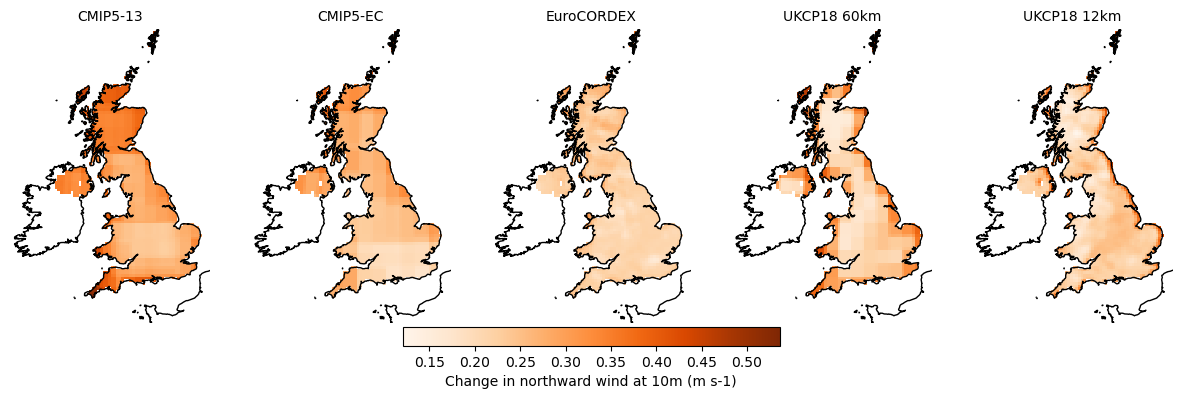 CMIP5-13
CMIP5-EC
EuroCORDEX
UKCP18 60km
UKCP18 12km
0.15 0.20 0.25 0.30 0.35 0.40 0.45 0.50
Change in northward wind at 10m (m s-1)